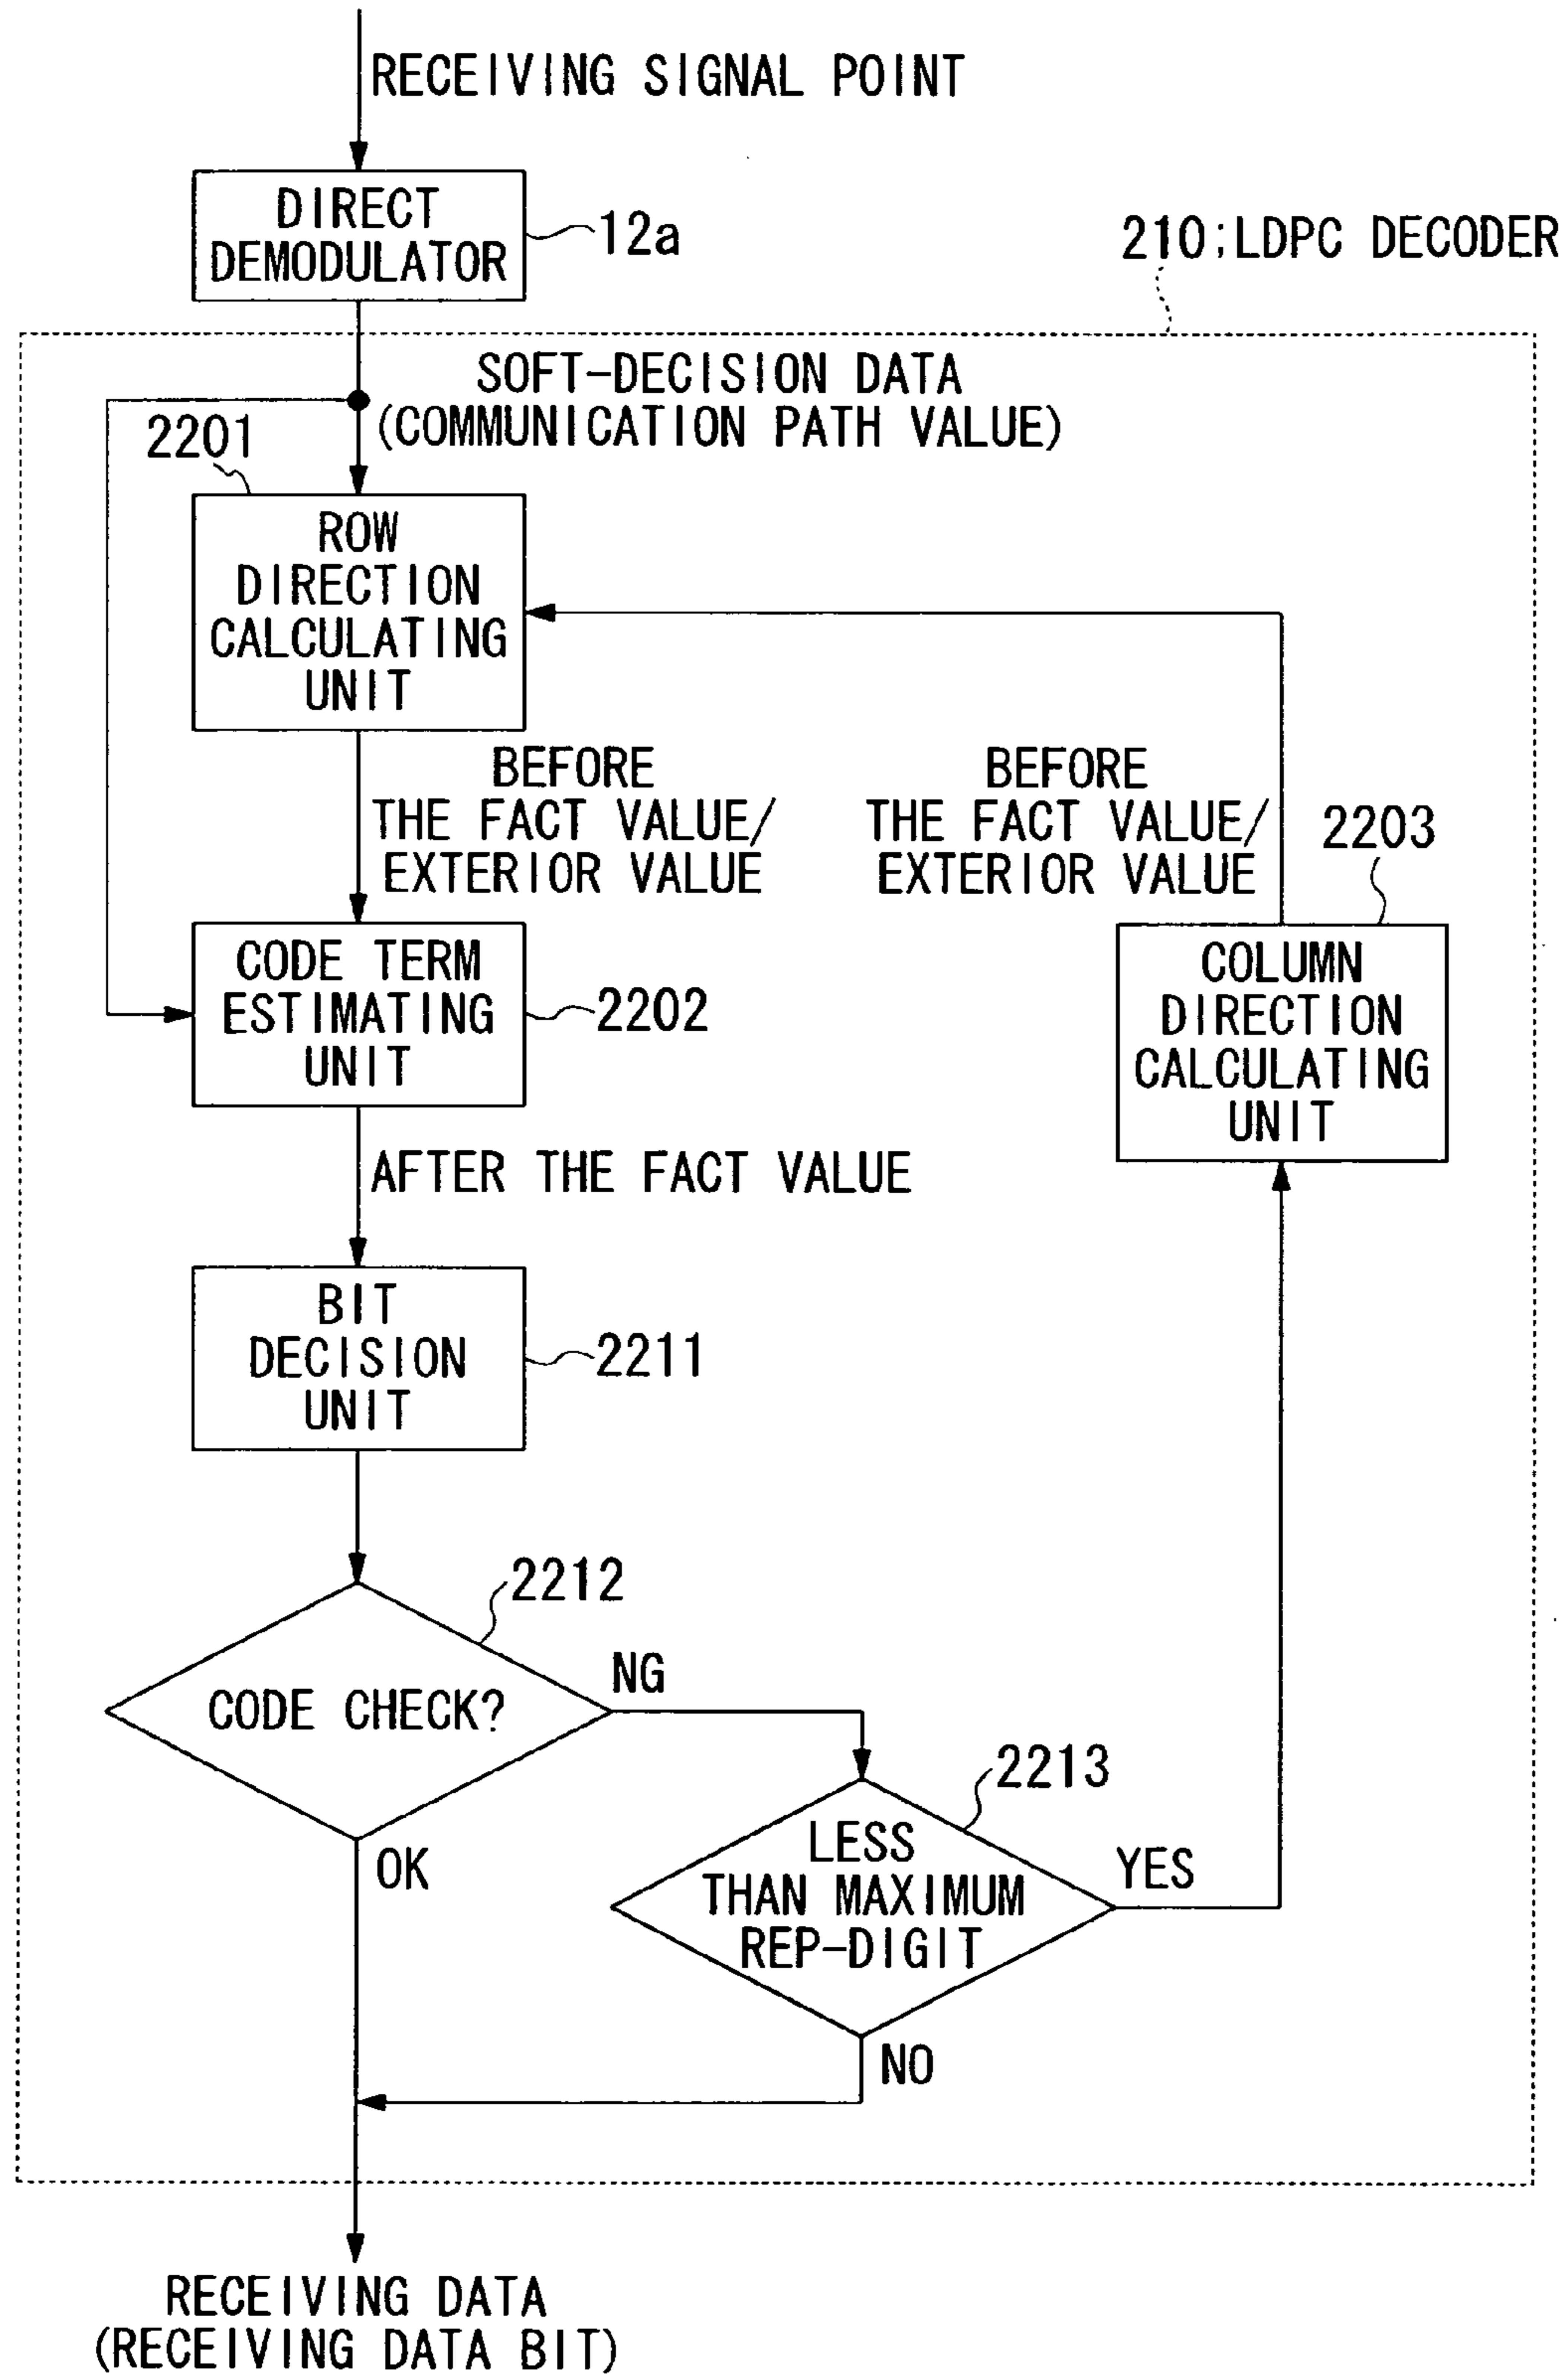 RECEIVING SIGNAL POINT
DIRECT
DEMODULATOR
12a
210;LDPC DECODER
SOFT-DECISION DATA
(COMMUNICATION PATH VALUE)
2201
ROW
DIRECTION
CALCULATING
UNIT
BEFORE
THE FACT VALUE/
EXTERIOR VALUE
BEFORE
THE FACT VALUE/
EXTERIOR VALUE
2203
CODE TERM
ESTIMATING
UNIT
2202
COLUMN
DIRECTION
CALCULATING
UNIT
AFTER THE FACT VALUE
BIT
DECISION
UNIT
2211
2212
CODE CHECK?
NG
2213
LESS
THAN MAXIMUM
REP-DIGIT
YES
OK
NO
RECEIVING DATA
(RECEIVING DATA BIT)